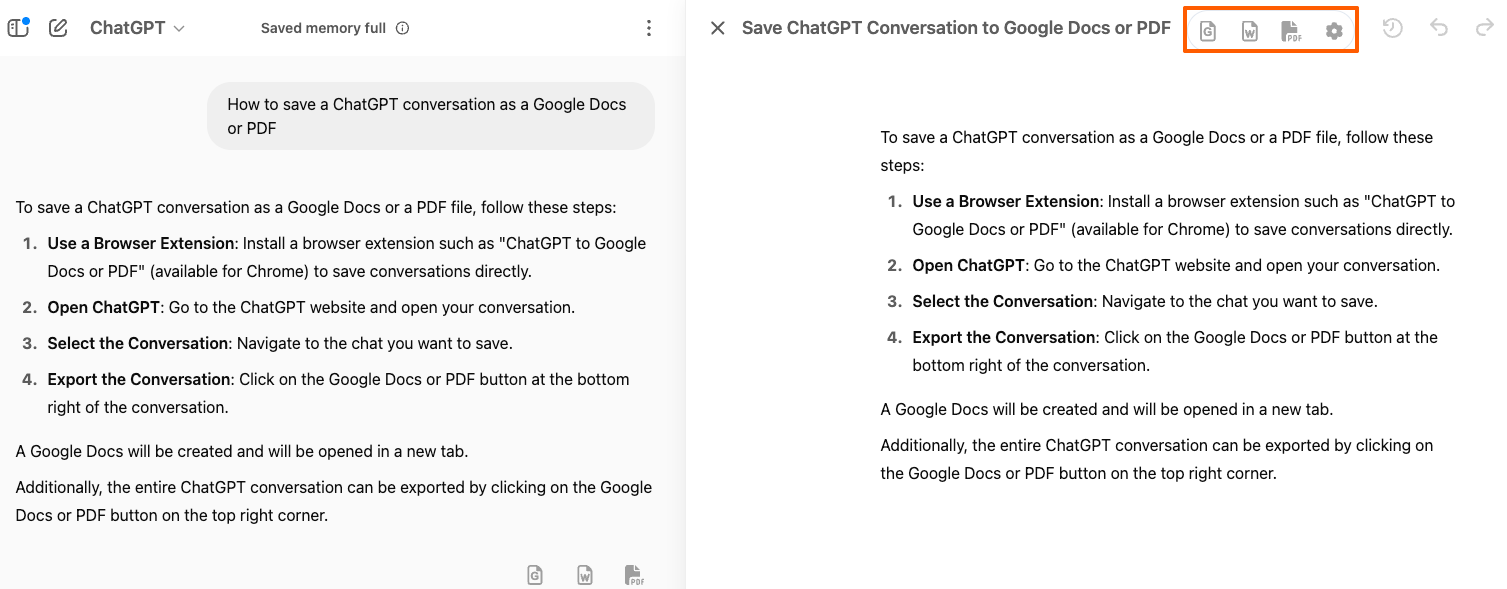 ChatGPT
Saved memory full
How to save a ChatGPT conversation as a Google Docs
or PDF
To save a ChatGPT conversation as a Google Docs or a PDF file, follow these steps:
1. Use a Browser Extension: Install a browser extension such as "ChatGPT to Google
Docs or PDF" (available for Chrome) to save conversations directly.
2. Open ChatGPT: Go to the ChatGPT website and open your conversation.
3. Select the Conversation: Navigate to the chat you want to save.
4. Export the Conversation: Click on the Google Docs or PDF button at the bottom
right of the conversation.
A Google Docs will be created and will be opened in a new tab.
Additionally, the entire ChatGPT conversation can be exported by clicking on the Google
Docs or PDF button on the top right corner.
G W PDF
Save ChatGPT Conversation to Google Docs or PDF
G W PDF
To save a ChatGPT conversation as a Google Docs or a PDF file, follow these
steps:
1. Use a Browser Extension: Install a browser extension such as "ChatGPT to
Google Docs or PDF" (available for Chrome) to save conversations directly.
2. Open ChatGPT: Go to the ChatGPT website and open your conversation.
3. Select the Conversation: Navigate to the chat you want to save.
4. Export the Conversation: Click on the Google Docs or PDF button at the
bottom right of the conversation.
A Google Docs will be created and will be opened in a new tab.
Additionally, the entire ChatGPT conversation can be exported by clicking on
the Google Docs or PDF button on the top right corner.